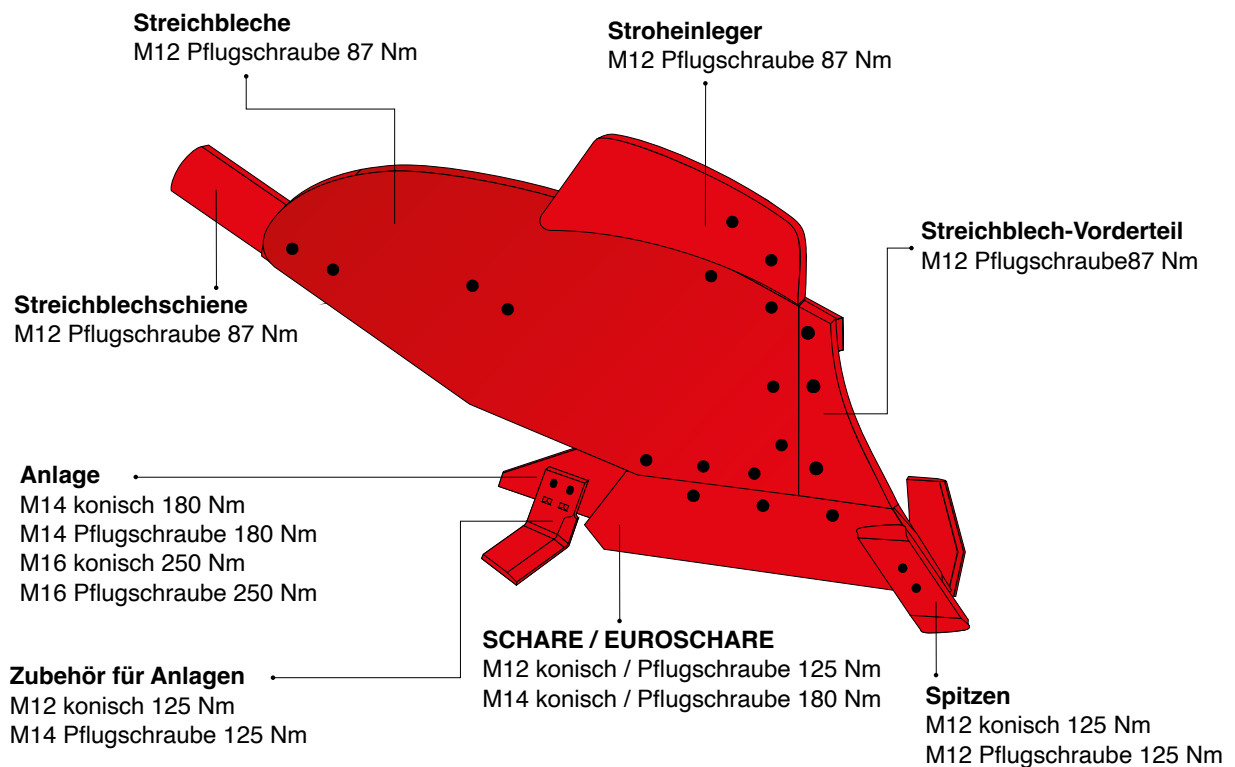 Streichbleche
M12 Pflugschraube 87 Nm
Stroheinleger
M12 Pflugschraube 87 Nm
Streichblech-Vorderteil
M12 Pflugschraube87 Nm
Streichblechschiene
M12 Pflugschraube 87 Nm
Anlage
M14 konisch 180 Nm
M14 Pflugschraube 180 Nm
M16 konisch 250 Nm
M16 Pflugschraube 250 Nm
Zubehör für Anlagen
M12 konisch 125 Nm
M14 Pflugschraube 125 Nm
SCHARE / EUROSCHARE
M12 konisch / Pflugschraube 125 Nm
M14 konisch / Pflugschraube 180 Nm
Spitzen
M12 konisch 125 Nm
M12 Pflugschraube 125 Nm